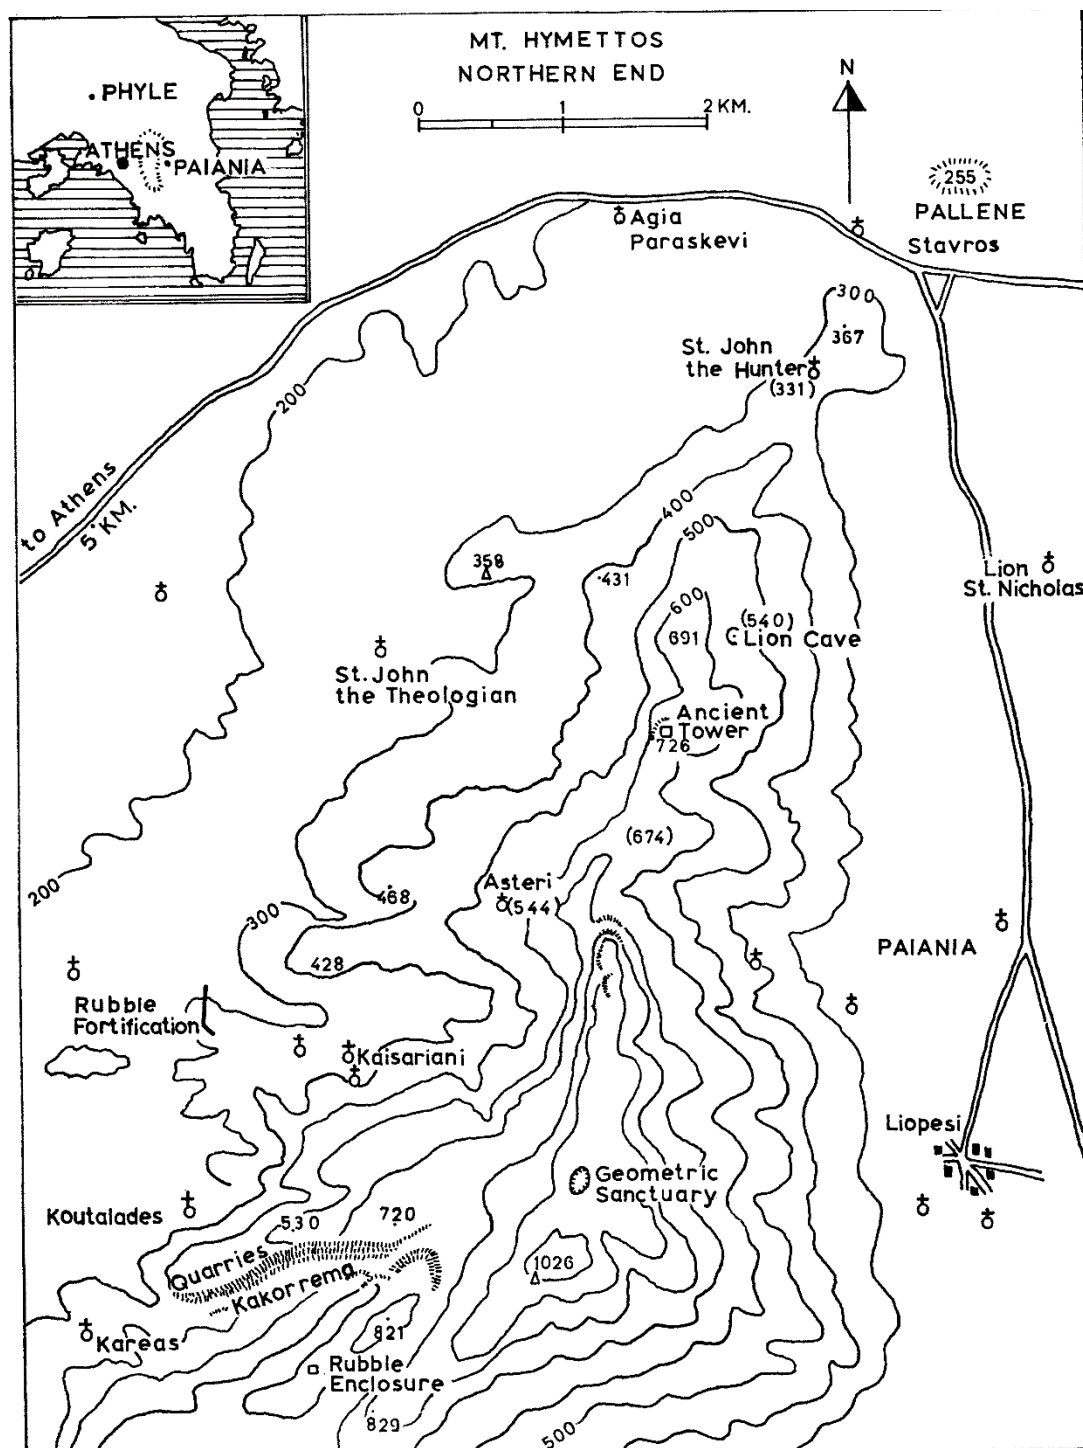 MT. HYMETTOS
NORTHERN END
0 1 2 KM.
N
PHYLE
ATHENS
PAIANIA
255
PALLENE
Stavros
Agia
Paraskevi
300
367
St. John
the Hunter
(331)
200
to Athens
5 KM.
400
500
358
431
Lion
St. Nicholas
600
(540)
691
Lion Cave
St. John
the Theologian
Ancient
Tower
726
(674)
200
468
Asteri
(544)
300
428
PAIANIA
Rubble
Fortification
Kaisariani
Liopesi
Geometric
Sanctuary
Koutalades
530
720
1026
Quarries
Kakorrema
821
Kareas
Rubble
Enclosure
829
500